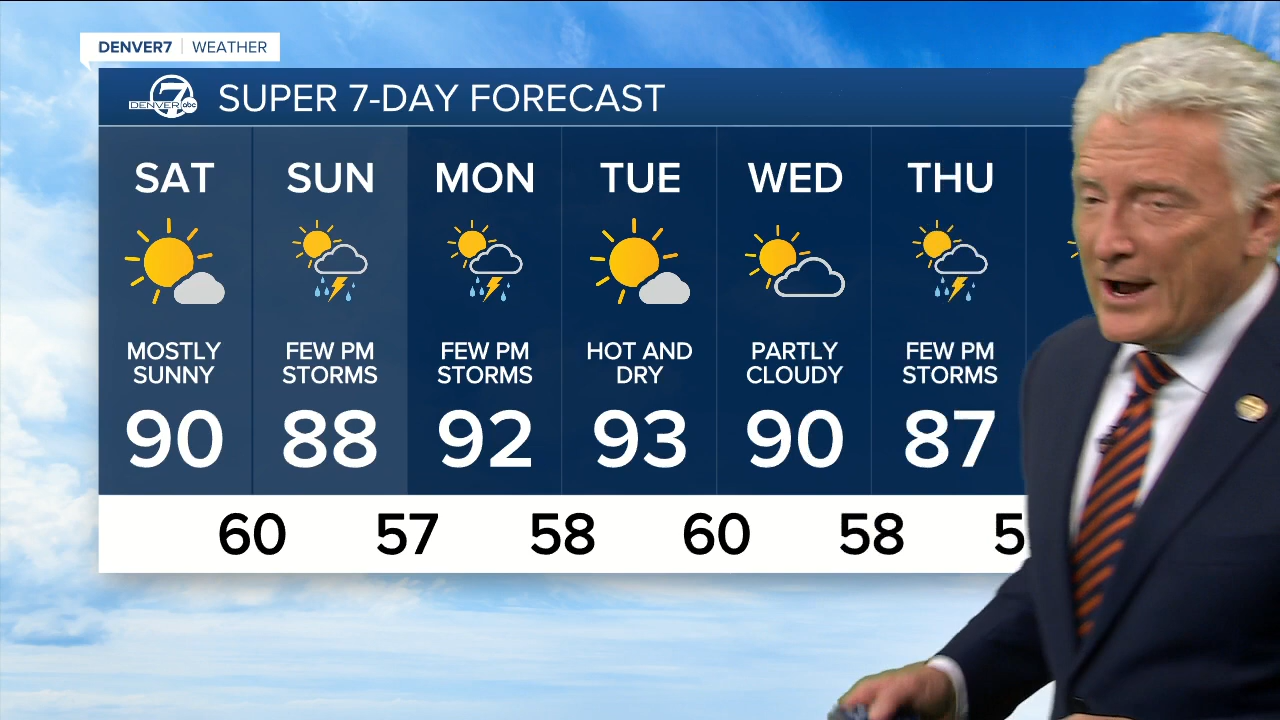 DENVER7 | WEATHER
DENVER 7 abc
SUPER 7-DAY FORECAST
SAT SUN MON TUE WED THU
MOSTLY SUNNY
FEW PM STORMS
FEW PM STORMS
HOT AND DRY
PARTLY CLOUDY
FEW PM STORMS
90 88 92 93 90 87
60 57 58 60 58